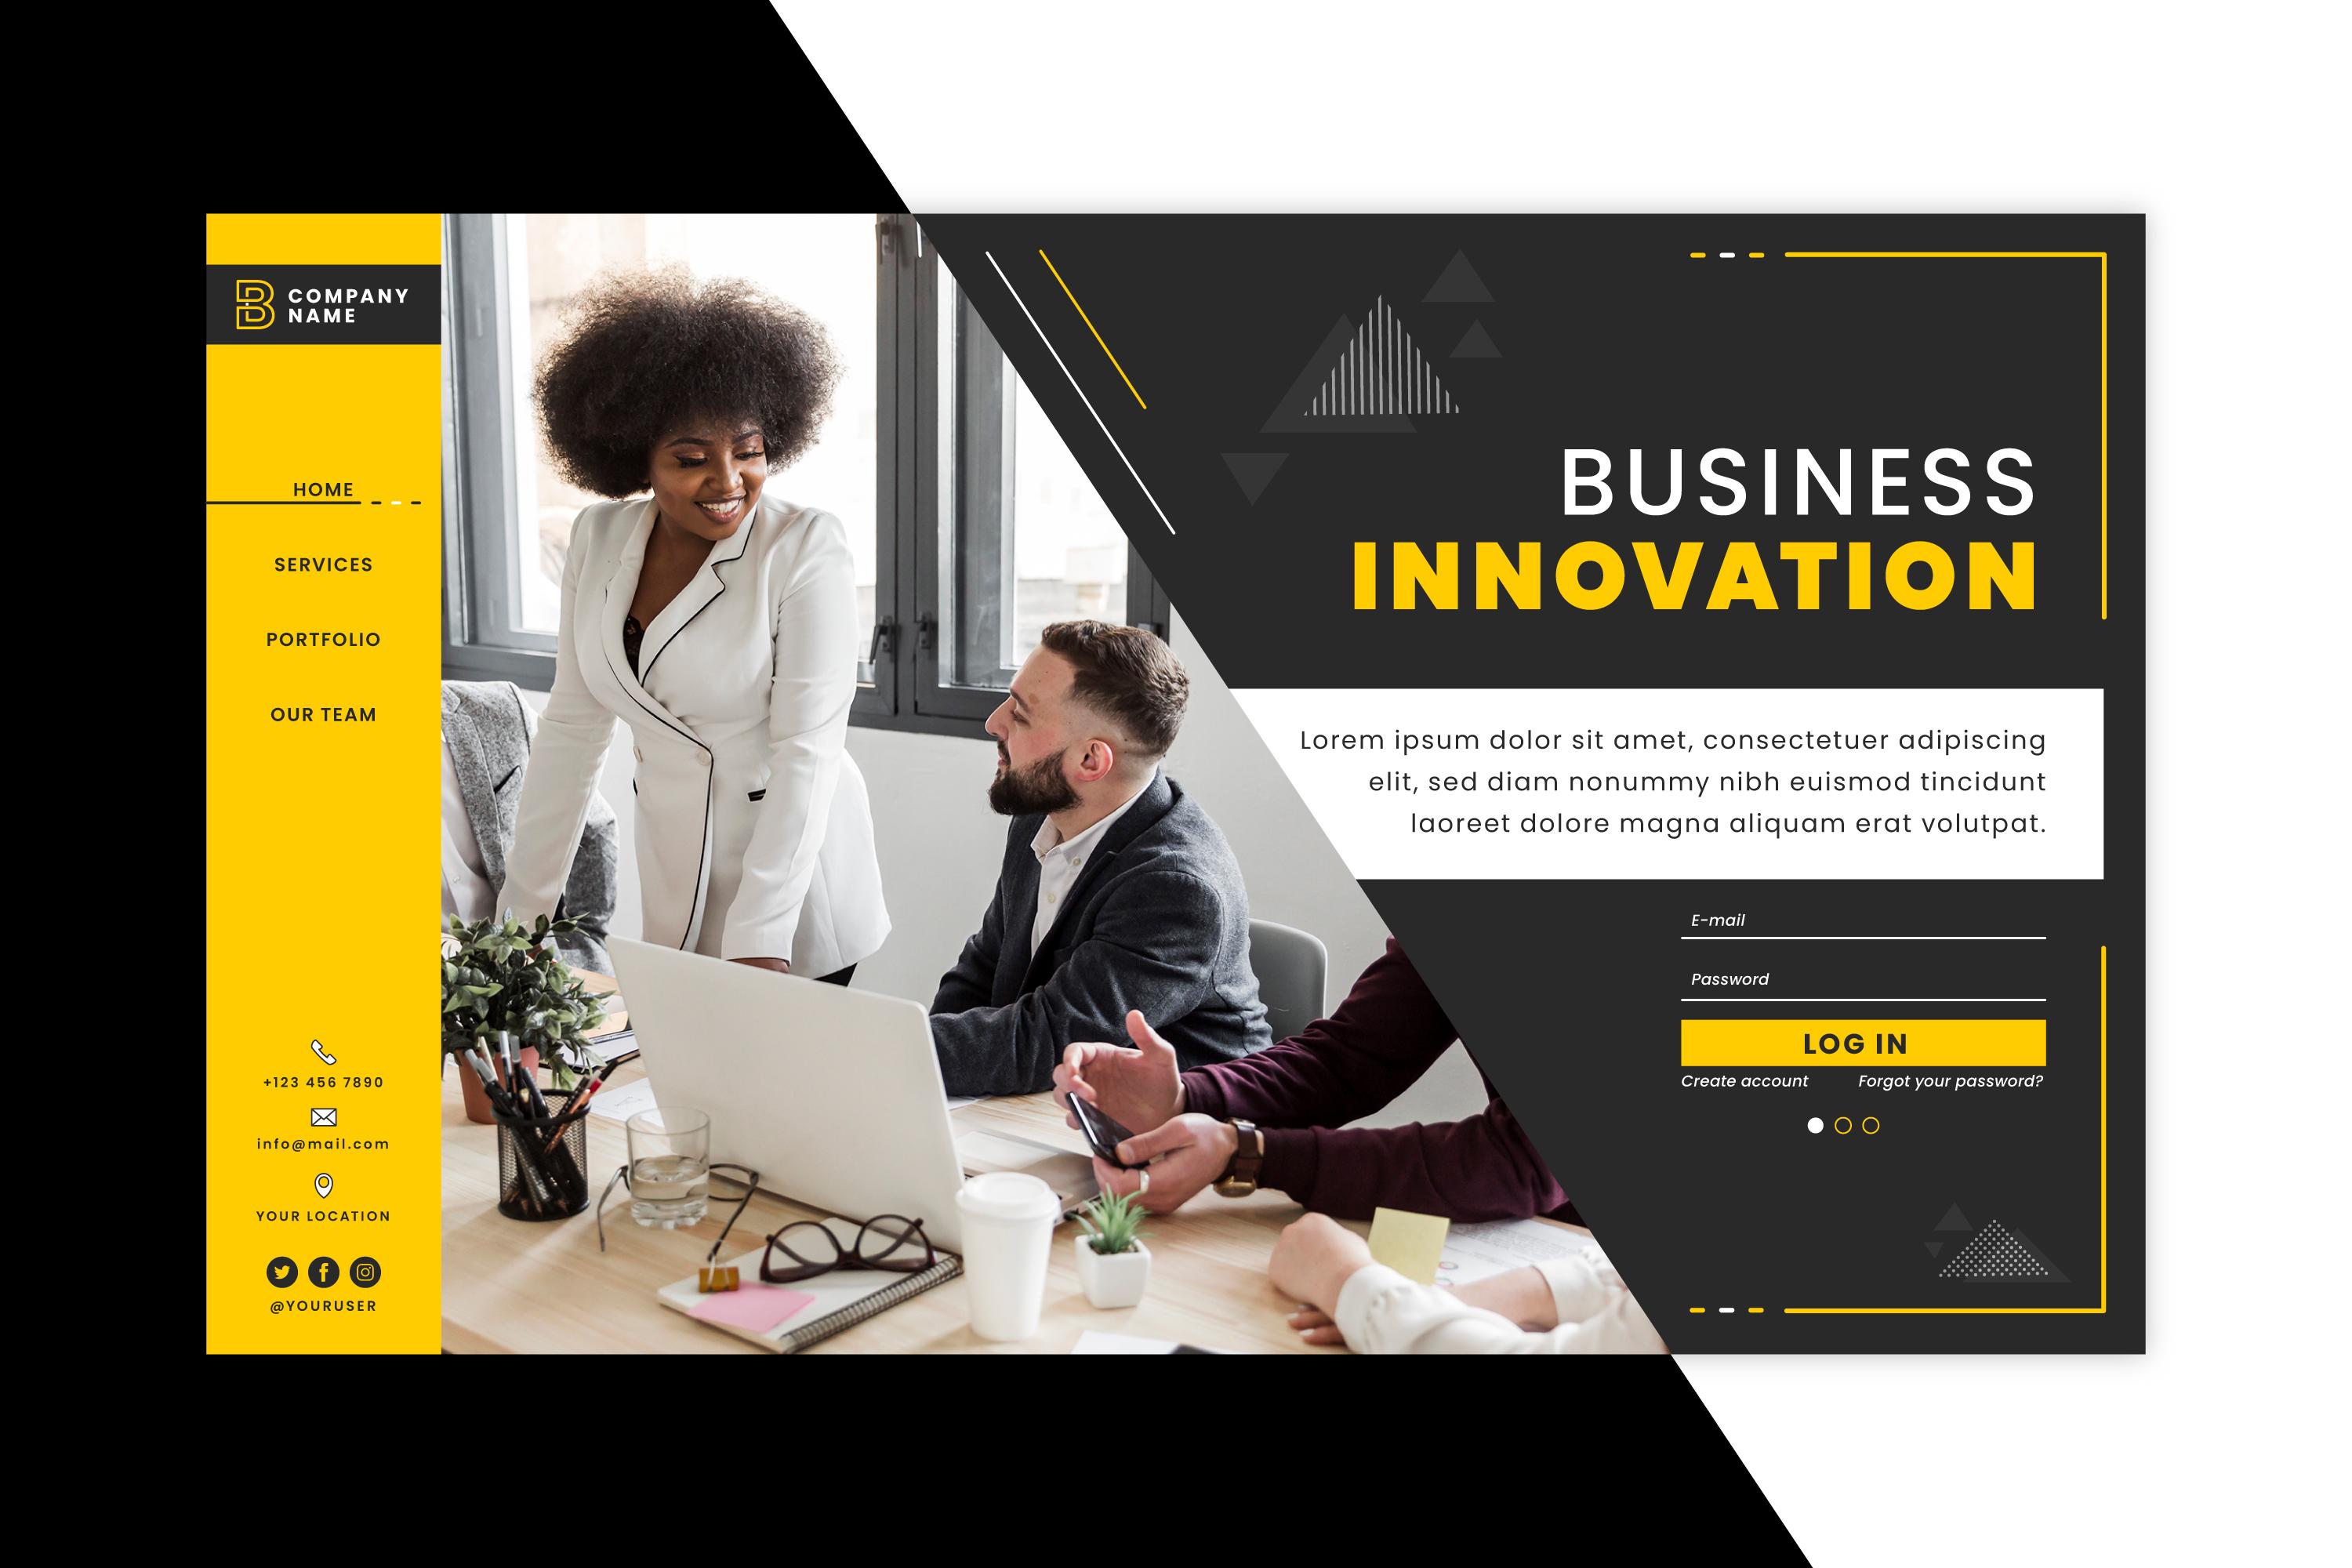 COMPANY
NAME
HOME
SERVICES
PORTFOLIO
OUR TEAM
+123 456 7890
info@mail.com
YOUR LOCATION
@YOURUSER
BUSINESS
INNOVATION
Lorem ipsum dolor sit amet, consectetuer adipiscing
elit, sed diam nonummy nibh euismod tincidunt
laoreet dolore magna aliquam erat volutpat.
E-mail
Password
LOG IN
Create account Forgot your password?